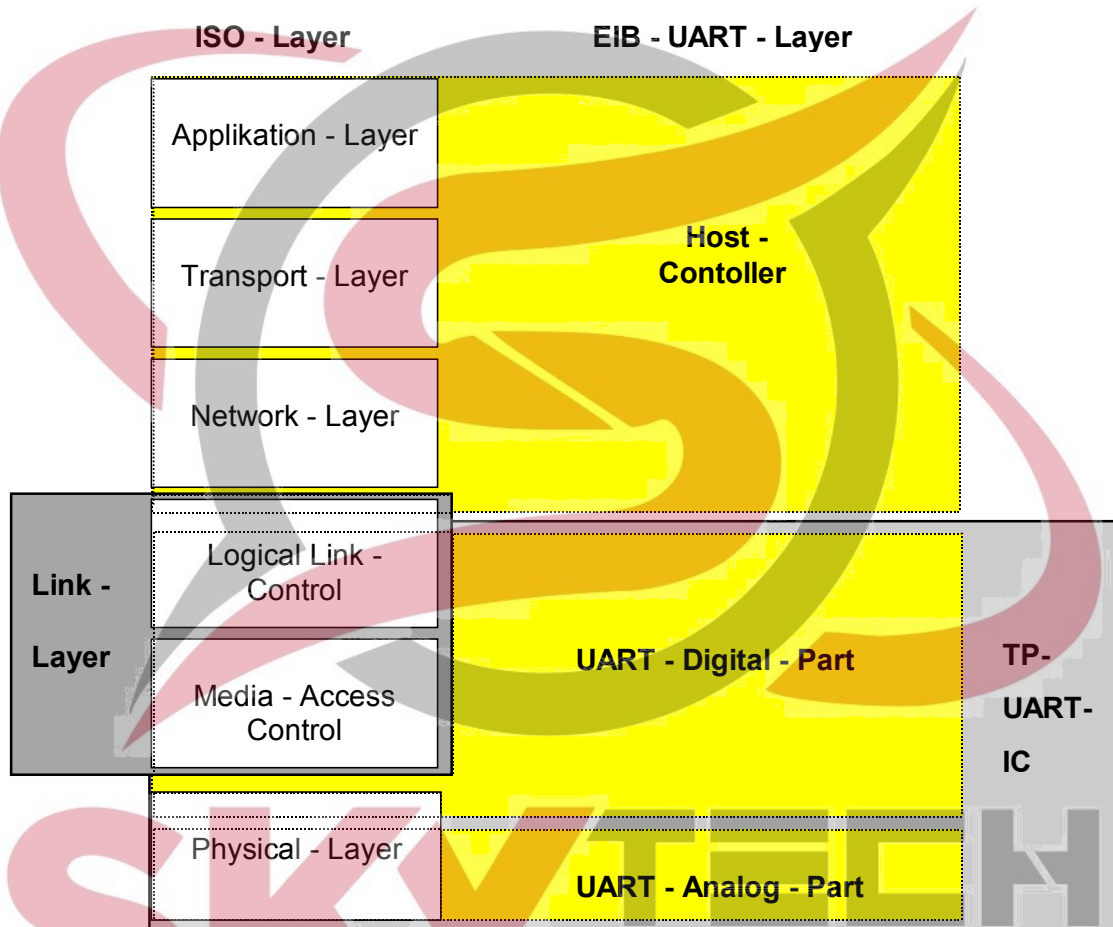 ISO - Layer
EIB - UART - Layer
Applikation - Layer
Transport - Layer
Host -
Contoller
Network - Layer
Link -
Layer
Logical Link -
Control
Media - Access
Control
UART - Digital - Part
TP-
UART-
IC
Physical - Layer
UART - Analog - Part
SKYTECH